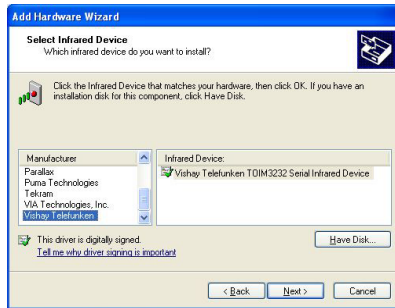 Add Hardware Wizard
Select Infrared Device
Which infrared device do you want to install?
Click the Infrared Device that matches your hardware, then click OK. If you have an
installation disk for this component, click Have Disk.
Manufacturer
Parallax
Puma Technologies
Tekram
VIA Technologies, Inc.
Vishay Telefunken
Infrared Device:
Vishay Telefunken TOIM3232 Serial Infrared Device
This driver is digitally signed.
Tell me why driver signing is important
Have Disk...
< Back
Next >
Cancel